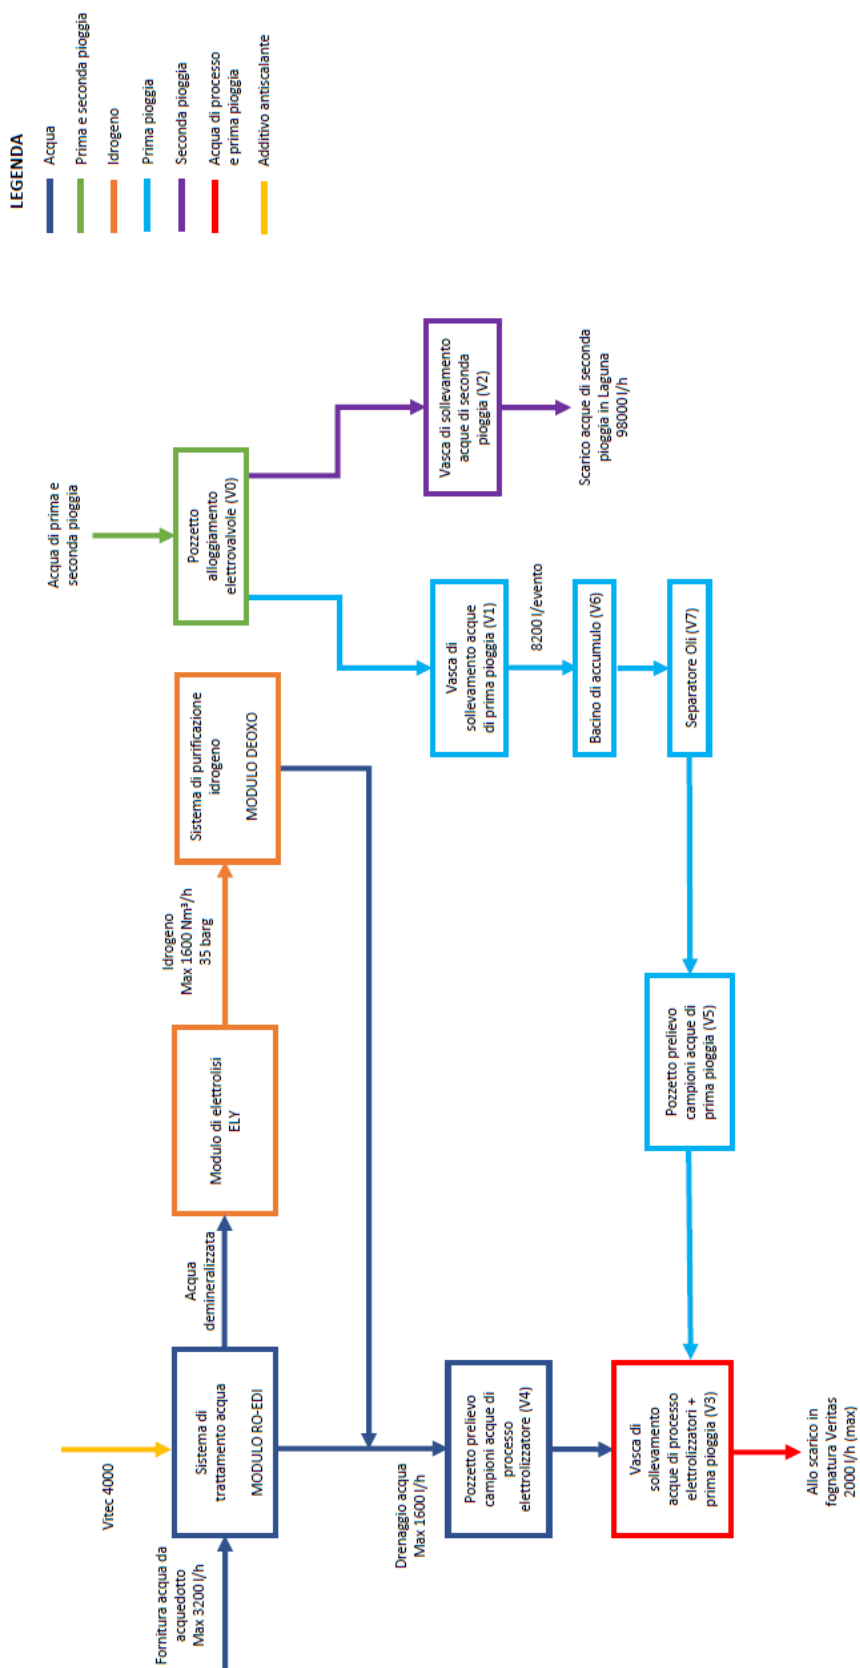 LEGENDA
Acqua
Prima e seconda pioggia
Idrogeno
Prima pioggia
Seconda pioggia
Acqua di processo
e prima pioggia
Additivo antiscalante
Fornitura acqua da
acquedotto
Max 3200 l/h
Vitec 4000
Sistema di
trattamento acqua
MODULO RO-EDI
Acqua
demineralizzata
Modulo di elettrolisi
ELY
Idrogeno
Max 1600 Nm³/h
35 barg
Sistema di purificazione
idrogeno
MODULO DEOXO
Acqua di prima e
seconda pioggia
Pozzetto
alloggiamento
elettrovalvole (V0)
Drenaggio acqua
Max 1600 l/h
Pozzetto prelievo
campioni acque di
processo
elettrolizzatore (V4)
Vasca di
sollevamento acque
di prima pioggia (V1)
Vasca di sollevamento
acque di seconda
pioggia (V2)
8200 l/evento
Bacino di accumulo (V6)
Scarico acque di seconda
pioggia in Laguna
98000 l/h
Separatore Oli (V7)
Pozzetto prelievo
campioni acque di
prima pioggia (V5)
Vasca di
sollevamento
acque di processo
elettrolizzatori +
prima pioggia (V3)
Allo scarico in
fognatura Veritas
2000 l/h (max)